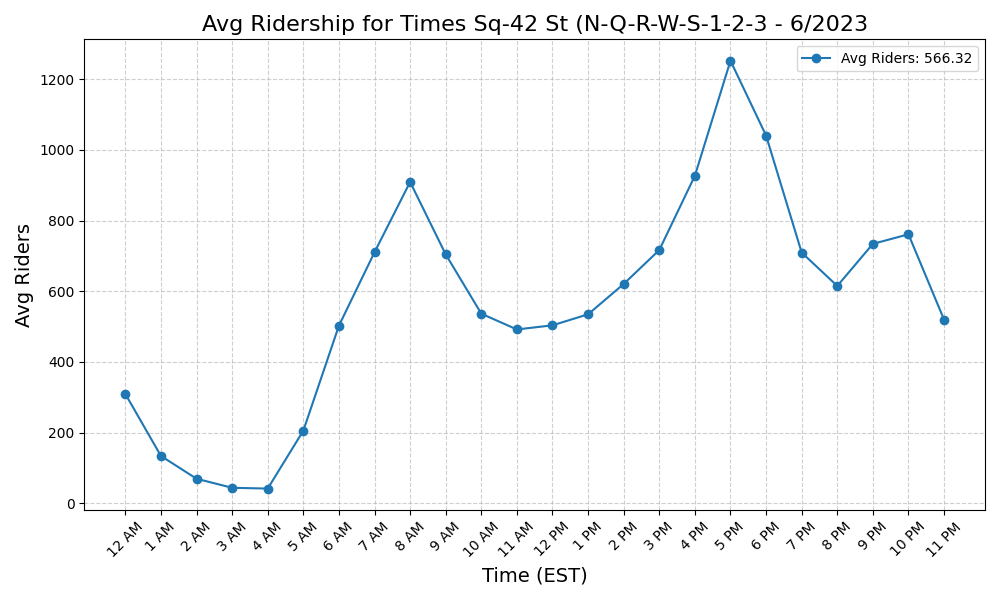 Avg Ridership for Times Sq-42 St (N-Q-R-W-S-1-2-3 - 6/2023
Avg Riders: 566.32
1200
1000
800
600
400
200
0
Avg Riders
12 AM
1 AM
2 AM
3 AM
4 AM
5 AM
6 AM
7 AM
8 AM
9 AM
10 AM
11 AM
12 PM
1 PM
2 PM
3 PM
4 PM
5 PM
6 PM
7 PM
8 PM
9 PM
10 PM
11 PM
Time (EST)